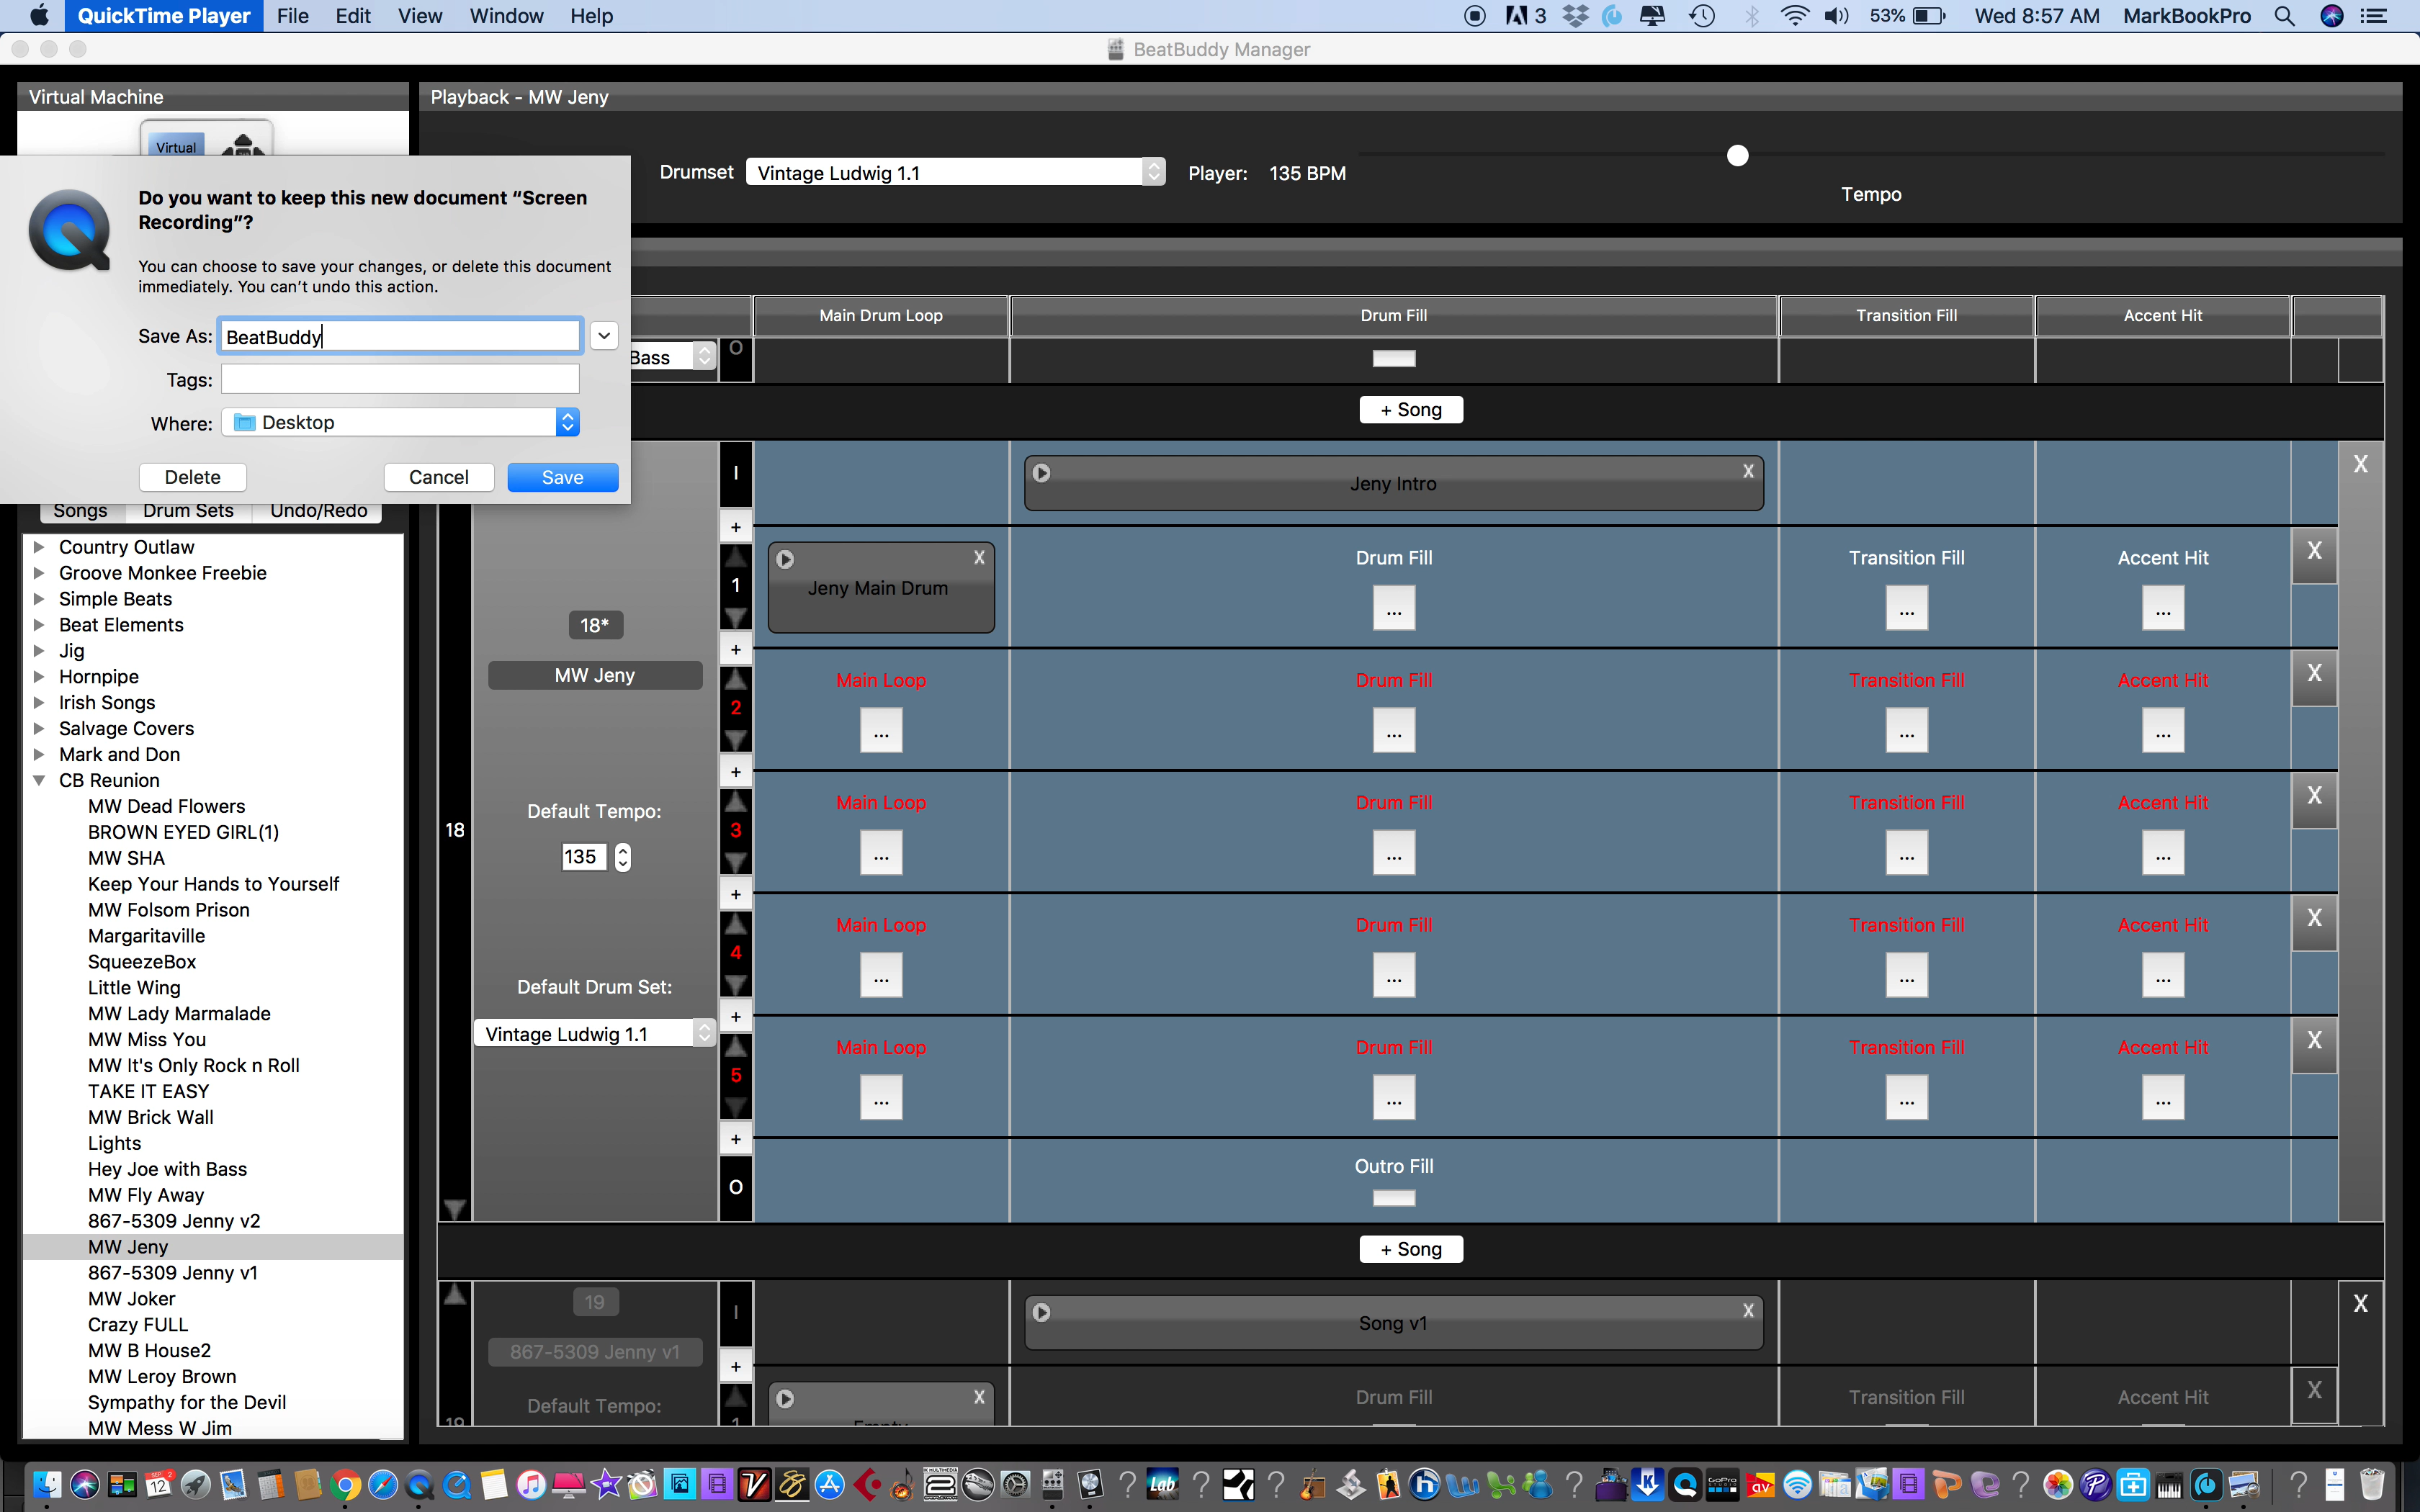 QuickTime Player File Edit View Window Help 3 53% Wed 8:57 AM MarkBookPro
BeatBuddy Manager
Virtual Machine
Playback - MW Jeny
Virtual
Drumset Vintage Ludwig 1.1 Player: 135 BPM
Tempo
Do you want to keep this new document “Screen
Recording”?
You can choose to save your changes, or delete this document
immediately. You can’t undo this action.
Save As: BeatBuddy
Tags:
Where: Desktop
Delete Cancel Save
Main Drum Loop Drum Fill Transition Fill Accent Hit
Bass O
+ Song
Songs Drum Sets Undo/Redo
Country Outlaw
Groove Monkee Freebie
Simple Beats
Beat Elements
Jig
Hornpipe
Irish Songs
Salvage Covers
Mark and Don
CB Reunion
MW Dead Flowers
BROWN EYED GIRL(1)
MW SHA
Keep Your Hands to Yourself
MW Folsom Prison
Margaritaville
SqueezeBox
Little Wing
MW Lady Marmalade
MW Miss You
MW It's Only Rock n Roll
TAKE IT EASY
MW Brick Wall
Lights
Hey Joe with Bass
MW Fly Away
867-5309 Jenny v2
MW Jeny
867-5309 Jenny v1
MW Joker
Crazy FULL
MW B House2
MW Leroy Brown
Sympathy for the Devil
MW Mess W Jim
18
18*
MW Jeny
Default Tempo:
135
Default Drum Set:
Vintage Ludwig 1.1
I Jeny Intro X X
+
1 Jeny Main Drum X Drum Fill ... Transition Fill ... Accent Hit ... X
+
2 Main Loop ... Drum Fill ... Transition Fill ... Accent Hit ... X
+
3 Main Loop ... Drum Fill ... Transition Fill ... Accent Hit ... X
+
4 Main Loop ... Drum Fill ... Transition Fill ... Accent Hit ... X
+
5 Main Loop ... Drum Fill ... Transition Fill ... Accent Hit ... X
+
O Outro Fill
+ Song
19 I Song v1 X X
867-5309 Jenny v1
+
Default Tempo: X Drum Fill Transition Fill Accent Hit X
SEP 12 2
Lab
GoPro
av